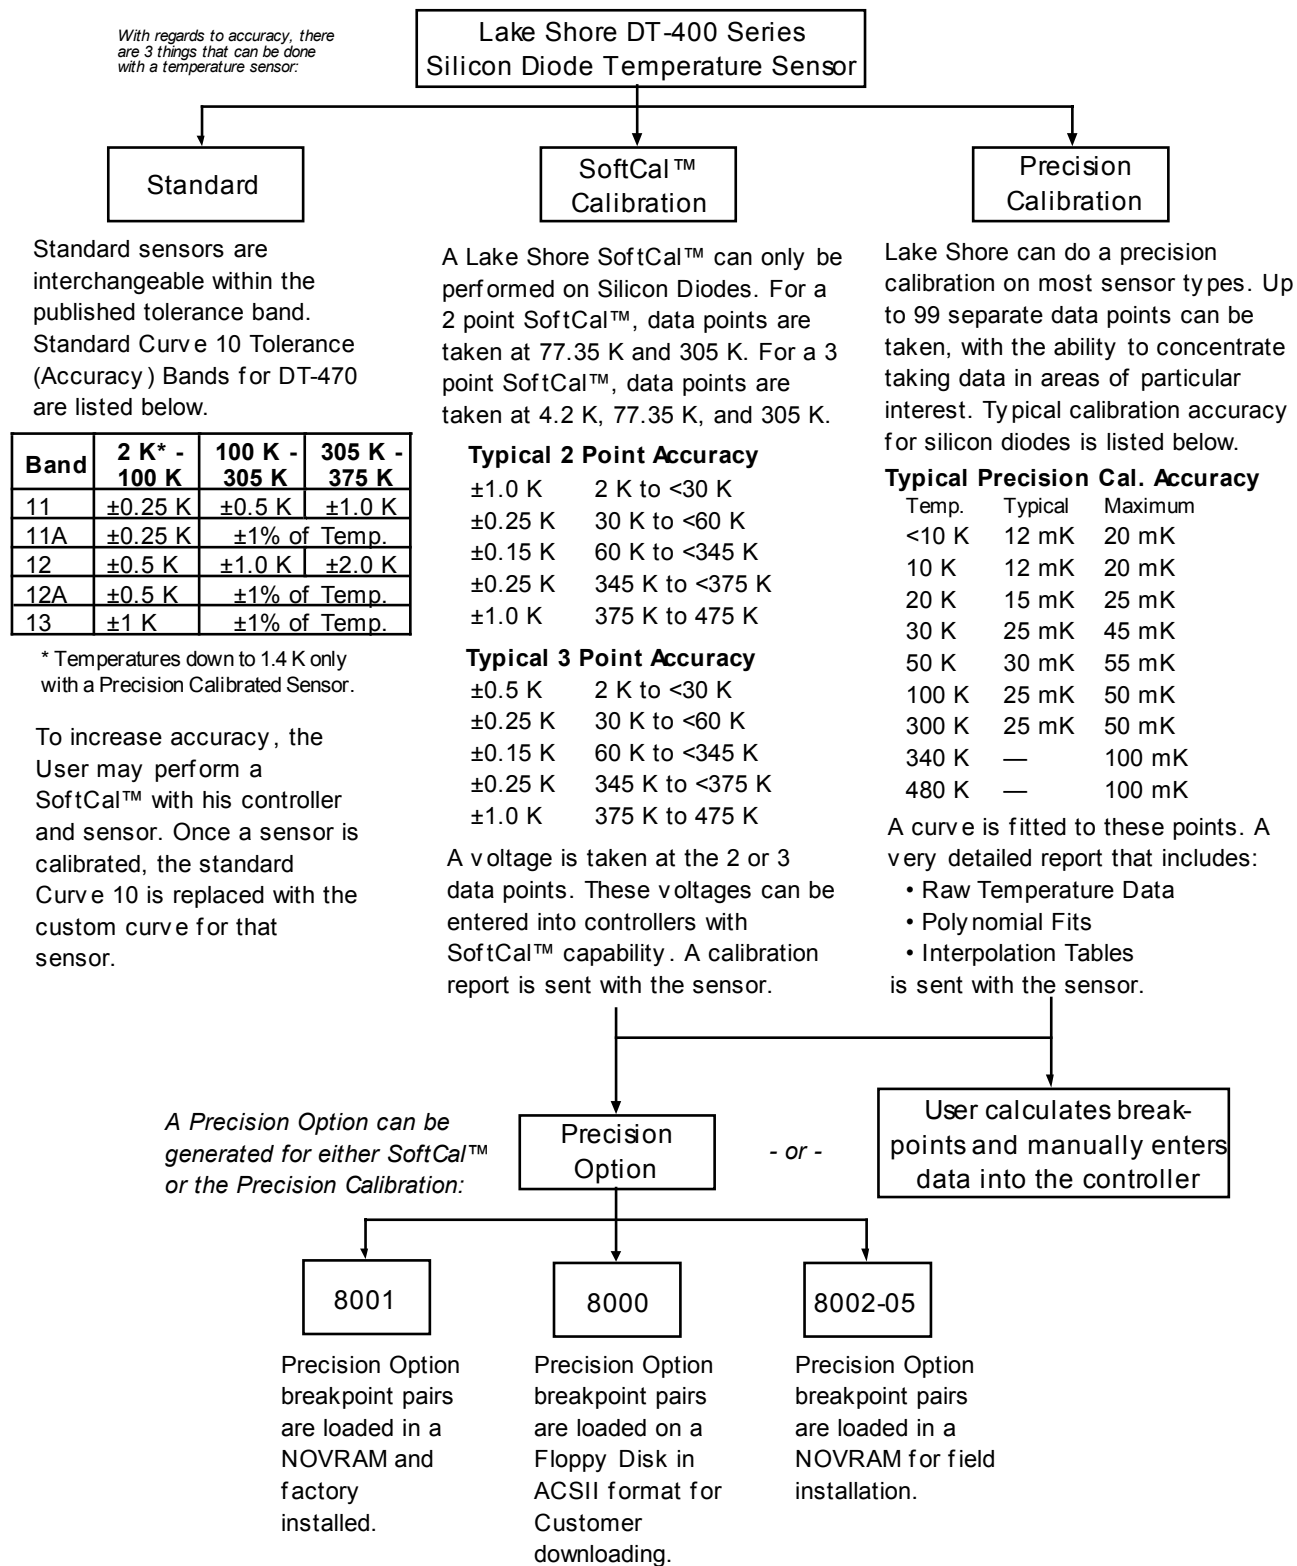 With regards to accuracy, there
are 3 things that can be done
with a temperature sensor:
Lake Shore DT-400 Series
Silicon Diode Temperature Sensor
Standard
SoftCal™
Calibration
Precision
Calibration
Standard sensors are
interchangeable within the
published tolerance band.
Standard Curve 10 Tolerance
(Accuracy) Bands for DT-470
are listed below.
Band 2 K* - 100 K - 305 K -
100 K 305 K 375 K
11 ±0.25 K ±0.5 K ±1.0 K
11A ±0.25 K ±1% of Temp.
12 ±0.5 K ±1.0 K ±2.0 K
12A ±0.5 K ±1% of Temp.
13 ±1 K ±1% of Temp.
* Temperatures down to 1.4 K only
with a Precision Calibrated Sensor.
To increase accuracy, the
User may perform a
SoftCal™ with his controller
and sensor. Once a sensor is
calibrated, the standard
Curve 10 is replaced with the
custom curve for that
sensor.
A Lake Shore SoftCal™ can only be
performed on Silicon Diodes. For a
2 point SoftCal™, data points are
taken at 77.35 K and 305 K. For a 3
point SoftCal™, data points are
taken at 4.2 K, 77.35 K, and 305 K.
Typical 2 Point Accuracy
±1.0 K 2 K to <30 K
±0.25 K 30 K to <60 K
±0.15 K 60 K to <345 K
±0.25 K 345 K to <375 K
±1.0 K 375 K to 475 K
Typical 3 Point Accuracy
±0.5 K 2 K to <30 K
±0.25 K 30 K to <60 K
±0.15 K 60 K to <345 K
±0.25 K 345 K to <375 K
±1.0 K 375 K to 475 K
A voltage is taken at the 2 or 3
data points. These voltages can be
entered into controllers with
SoftCal™ capability. A calibration
report is sent with the sensor.
Lake Shore can do a precision
calibration on most sensor types. Up
to 99 separate data points can be
taken, with the ability to concentrate
taking data in areas of particular
interest. Typical calibration accuracy
for silicon diodes is listed below.
Typical Precision Cal. Accuracy
Temp. Typical Maximum
<10 K 12 mK 20 mK
10 K 12 mK 20 mK
20 K 15 mK 25 mK
30 K 25 mK 45 mK
50 K 30 mK 55 mK
100 K 25 mK 50 mK
300 K 25 mK 50 mK
340 K — 100 mK
480 K — 100 mK
A curve is fitted to these points. A
very detailed report that includes:
• Raw Temperature Data
• Polynomial Fits
• Interpolation Tables
is sent with the sensor.
A Precision Option can be
generated for either SoftCal™
or the Precision Calibration:
Precision
Option
- or -
User calculates break-
points and manually enters
data into the controller
8001
Precision Option
breakpoint pairs
are loaded in a
NOVRAM and
factory
installed.
8000
Precision Option
breakpoint pairs
are loaded on a
Floppy Disk in
ACSII format for
Customer
downloading.
8002-05
Precision Option
breakpoint pairs
are loaded in a
NOVRAM for field
installation.